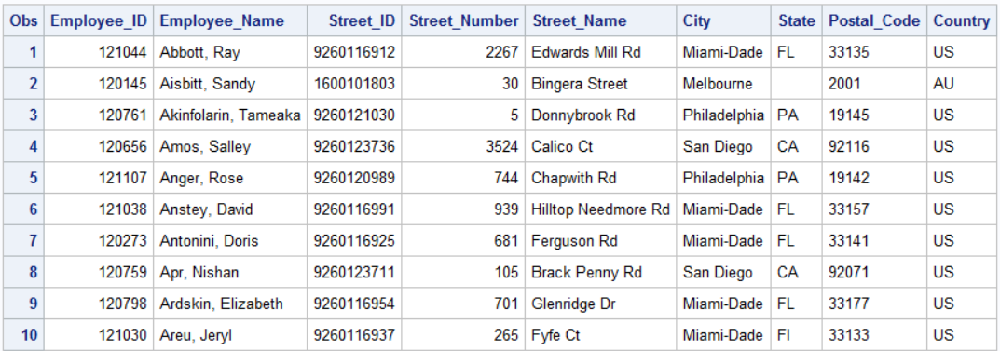 Obs Employee_ID Employee_Name Street_ID Street_Number Street_Name City State Postal_Code Country
1 121044 Abbott, Ray 9260116912 2267 Edwards Mill Rd Miami-Dade FL 33135 US
2 120145 Aisbitt, Sandy 1600101803 30 Bingera Street Melbourne 2001 AU
3 120761 Akinfolarin, Tameaka 9260121030 5 Donnybrook Rd Philadelphia PA 19145 US
4 120656 Amos, Salley 9260123736 3524 Calico Ct San Diego CA 92116 US
5 121107 Anger, Rose 9260120989 744 Chapwith Rd Philadelphia PA 19142 US
6 121038 Anstey, David 9260116991 939 Hilltop Needmore Rd Miami-Dade FL 33157 US
7 120273 Antonini, Doris 9260116925 681 Ferguson Rd Miami-Dade FL 33141 US
8 120759 Apr, Nishan 9260123711 105 Brack Penny Rd San Diego CA 92071 US
9 120798 Ardskin, Elizabeth 9260116954 701 Glenridge Dr Miami-Dade FL 33177 US
10 121030 Areu, Jeryl 9260116937 265 Fyfe Ct Miami-Dade Fl 33133 US